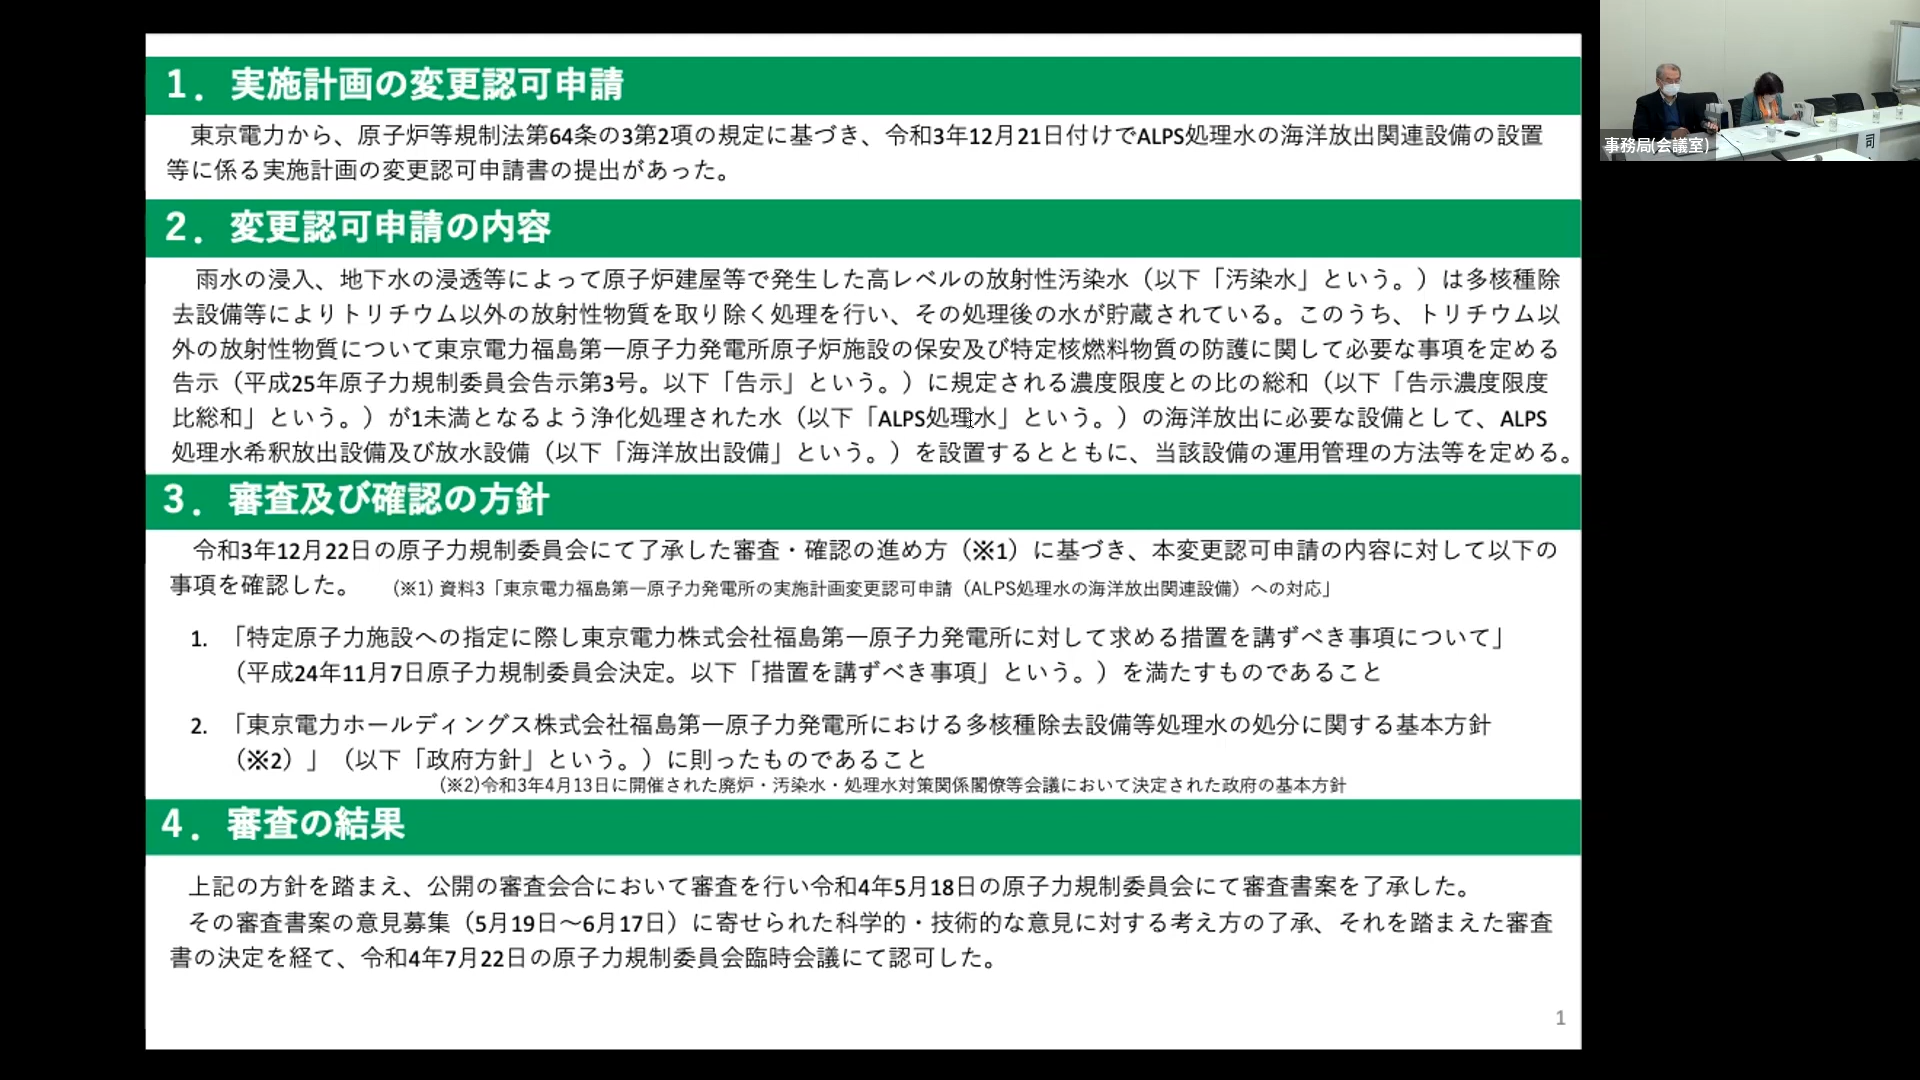 1．実施計画の変更認可申請
東京電力から、原子炉等規制法第64条の3第2項の規定に基づき、令和3年12月21日付けでALPS処理水の海洋放出関連設備の設置
等に係る実施計画の変更認可申請書の提出があった。
2．変更認可申請の内容
雨水の浸入、地下水の浸透等によって原子炉建屋等で発生した高レベルの放射性汚染水（以下「汚染水」という。）は多核種除
去設備等によりトリチウム以外の放射性物質を取り除く処理を行い、その処理後の水が貯蔵されている。このうち、トリチウム以
外の放射性物質について東京電力福島第一原子力発電所原子炉施設の保安及び特定核燃料物質の防護に関して必要な事項を定める
告示（平成25年原子力規制委員会告示第3号。以下「告示」という。）に規定される濃度限度との比の総和（以下「告示濃度限度
比総和」という。）が1未満となるよう浄化処理された水（以下「ALPS処理水」という。）の海洋放出に必要な設備として、ALPS
処理水希釈放出設備及び放水設備（以下「海洋放出設備」という。）を設置するとともに、当該設備の運用管理の方法等を定める。
3．審査及び確認の方針
令和3年12月22日の原子力規制委員会にて了承した審査・確認の進め方（※1）に基づき、本変更認可申請の内容に対して以下の
事項を確認した。 (※1) 資料3「東京電力福島第一原子力発電所の実施計画変更認可申請（ALPS処理水の海洋放出関連設備）への対応」
1. 「特定原子力施設への指定に際し東京電力株式会社福島第一原子力発電所に対して求める措置を講ずべき事項について」
（平成24年11月7日原子力規制委員会決定。以下「措置を講ずべき事項」という。）を満たすものであること
2. 「東京電力ホールディングス株式会社福島第一原子力発電所における多核種除去設備等処理水の処分に関する基本方針
（※2）」（以下「政府方針」という。）に則ったものであること
(※2)令和3年4月13日に開催された廃炉・汚染水・処理水対策関係閣僚等会議において決定された政府の基本方針
4．審査の結果
上記の方針を踏まえ、公開の審査会合において審査を行い令和4年5月18日の原子力規制委員会にて審査書案を了承した。
その審査書案の意見募集（5月19日～6月17日）に寄せられた科学的・技術的な意見に対する考え方の了承、それを踏まえた審査
書の決定を経て、令和4年7月22日の原子力規制委員会臨時会議にて認可した。
1
事務局(会議室)
司